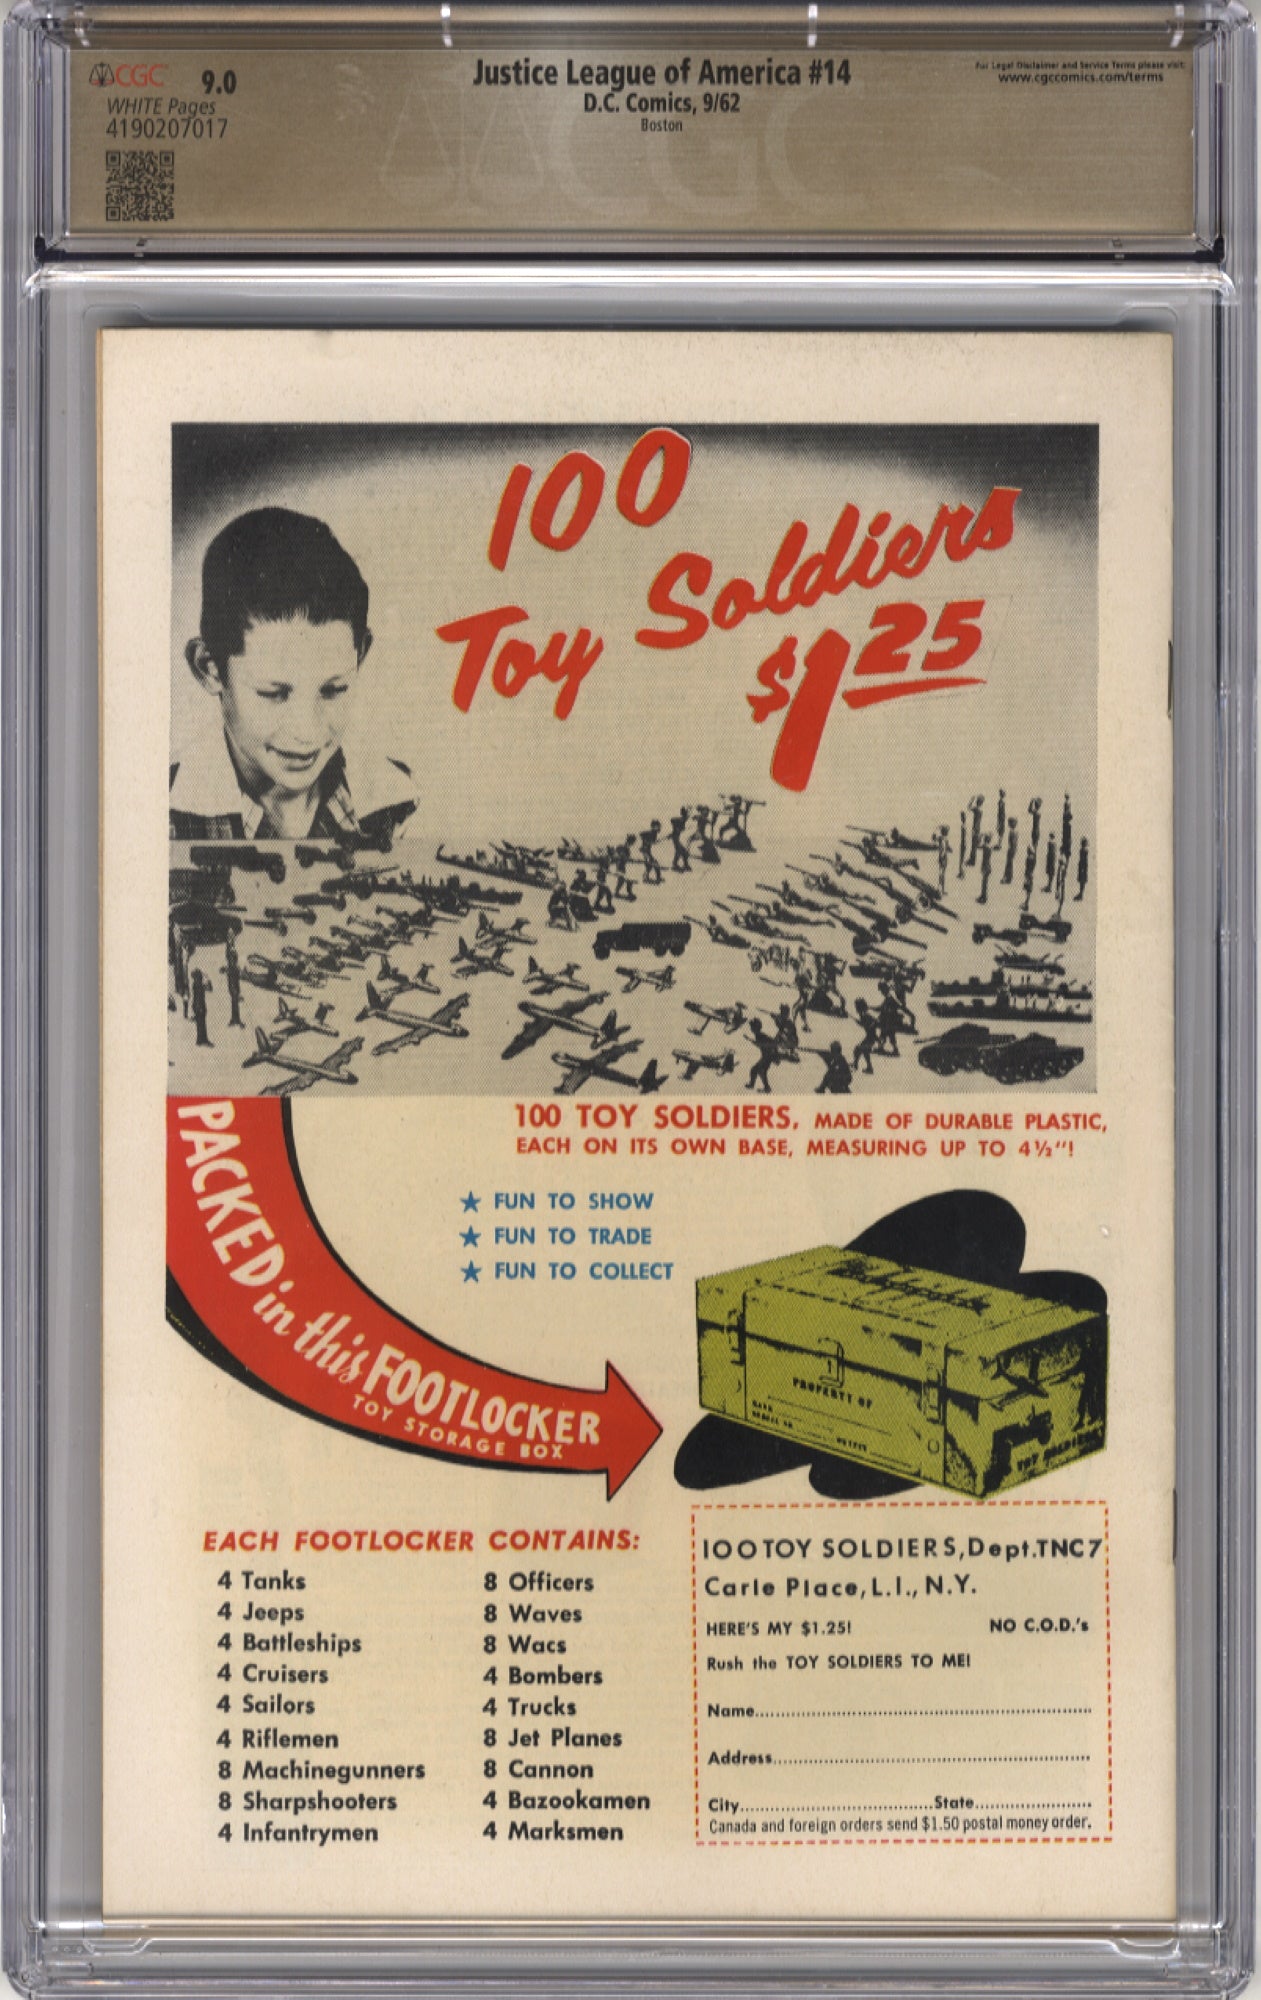 CGC 9.0
WHITE Pages
4190207017
Justice League of America #14
D.C. Comics, 9/62
Boston
For Legal Disclaimer and Service Terms please visit:
www.cgccomics.com/terms
CGC
100
Toy Soldiers
$1 25
100 TOY SOLDIERS, MADE OF DURABLE PLASTIC,
EACH ON ITS OWN BASE, MEASURING UP TO 4½"!
★ FUN TO SHOW
★ FUN TO TRADE
★ FUN TO COLLECT
PACKED in this FOOTLOCKER
TOY STORAGE BOX
PROPERTY OF
TOY SOLDIERS
EACH FOOTLOCKER CONTAINS:
4 Tanks
4 Jeeps
4 Battleships
4 Cruisers
4 Sailors
4 Riflemen
8 Machinegunners
8 Sharpshooters
4 Infantrymen
8 Officers
8 Waves
8 Wacs
4 Bombers
4 Trucks
8 Jet Planes
8 Cannon
4 Bazookamen
4 Marksmen
100 TOY SOLDIERS, Dept. TNC 7
Carle Place, L.I., N.Y.
HERE'S MY $1.25! NO C.O.D.'s
Rush the TOY SOLDIERS TO ME!
Name
Address
City State
Canada and foreign orders send $1.50 postal money order.